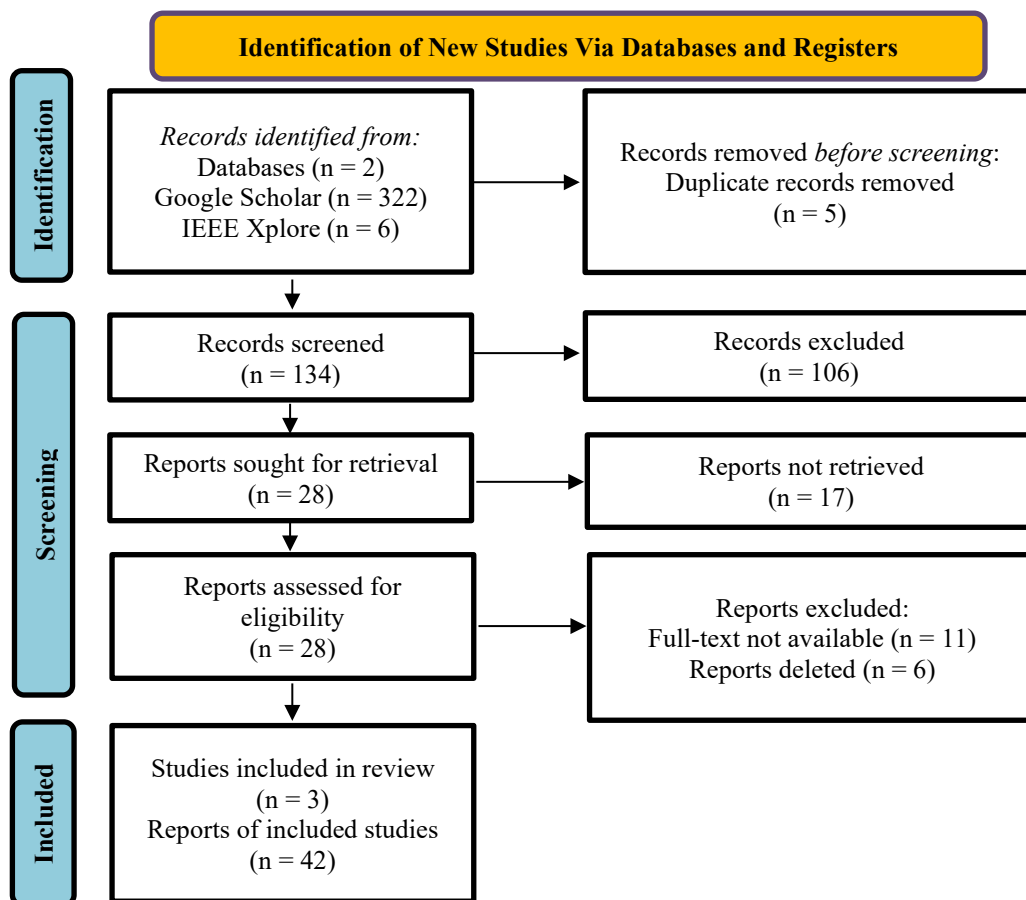 Identification of New Studies Via Databases and Registers
Identification
Records identified from:
Databases (n = 2)
Google Scholar (n = 322)
IEEE Xplore (n = 6)
Records removed before screening:
Duplicate records removed
(n = 5)
Screening
Records screened
(n = 134)
Records excluded
(n = 106)
Reports sought for retrieval
(n = 28)
Reports not retrieved
(n = 17)
Reports assessed for
eligibility
(n = 28)
Reports excluded:
Full-text not available (n = 11)
Reports deleted (n = 6)
Included
Studies included in review
(n = 3)
Reports of included studies
(n = 42)